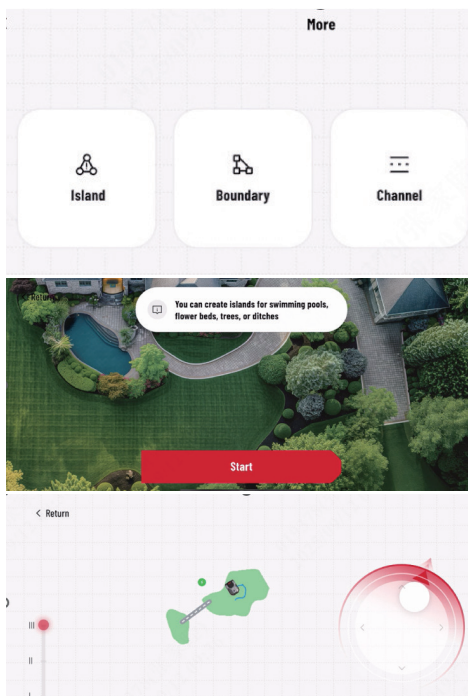 More
Island
Boundary
Channel
Return
You can create islands for swimming pools,
flower beds, trees, or ditches
Start
< Return
III
II
I